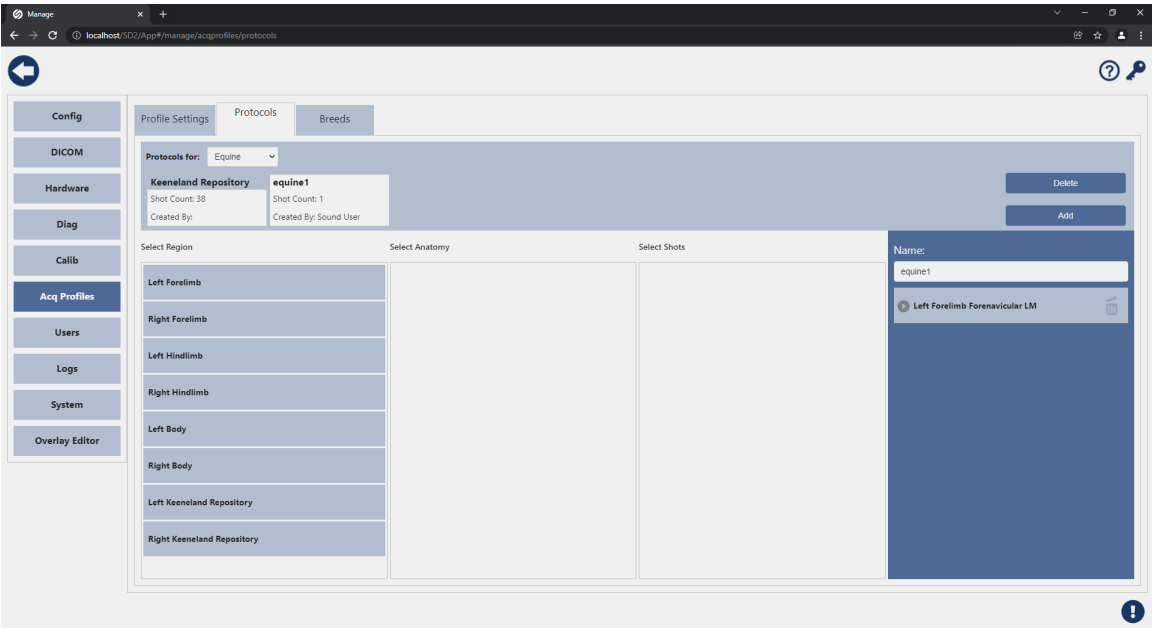 Manage
localhost/SD2/App#/manage/acqprofiles/protocols
Config
DICOM
Hardware
Diag
Calib
Acq Profiles
Users
Logs
System
Overlay Editor
Profile Settings
Protocols
Breeds
Protocols for:
Equine
Keeneland Repository
Shot Count: 38
Created By:
equine1
Shot Count: 1
Created By: Sound User
Delete
Add
Select Region
Left Forelimb
Right Forelimb
Left Hindlimb
Right Hindlimb
Left Body
Right Body
Left Keeneland Repository
Right Keeneland Repository
Select Anatomy
Select Shots
Name:
equine1
Left Forelimb Forenavicular LM